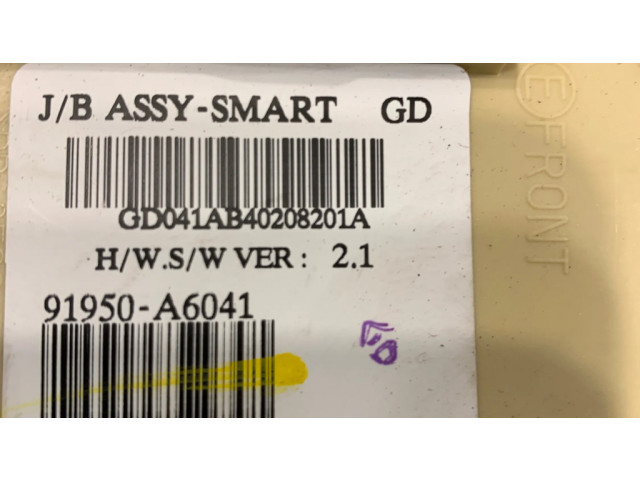 J/B ASSY-SMART GD
GD041AB40208201A
H/W.S/W VER : 2.1
91950-A6041
E FRONT